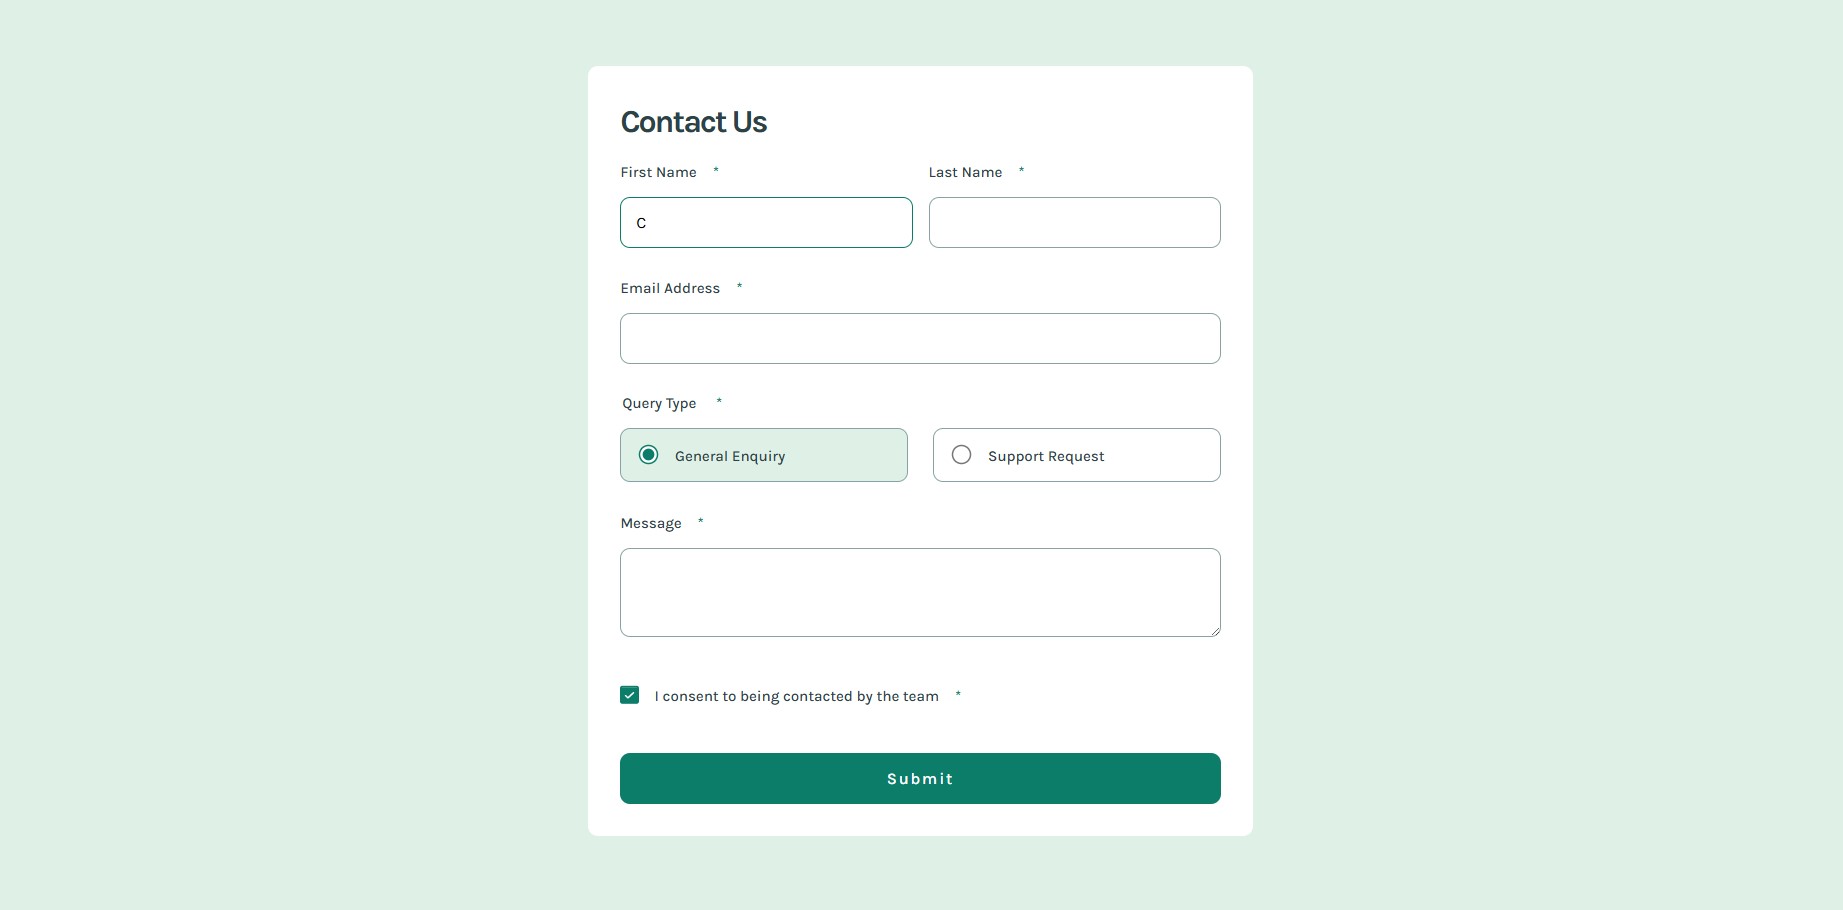 Contact Us
First Name *
Last Name *
C
Email Address *
Query Type *
General Enquiry
Support Request
Message *
I consent to being contacted by the team *
Submit